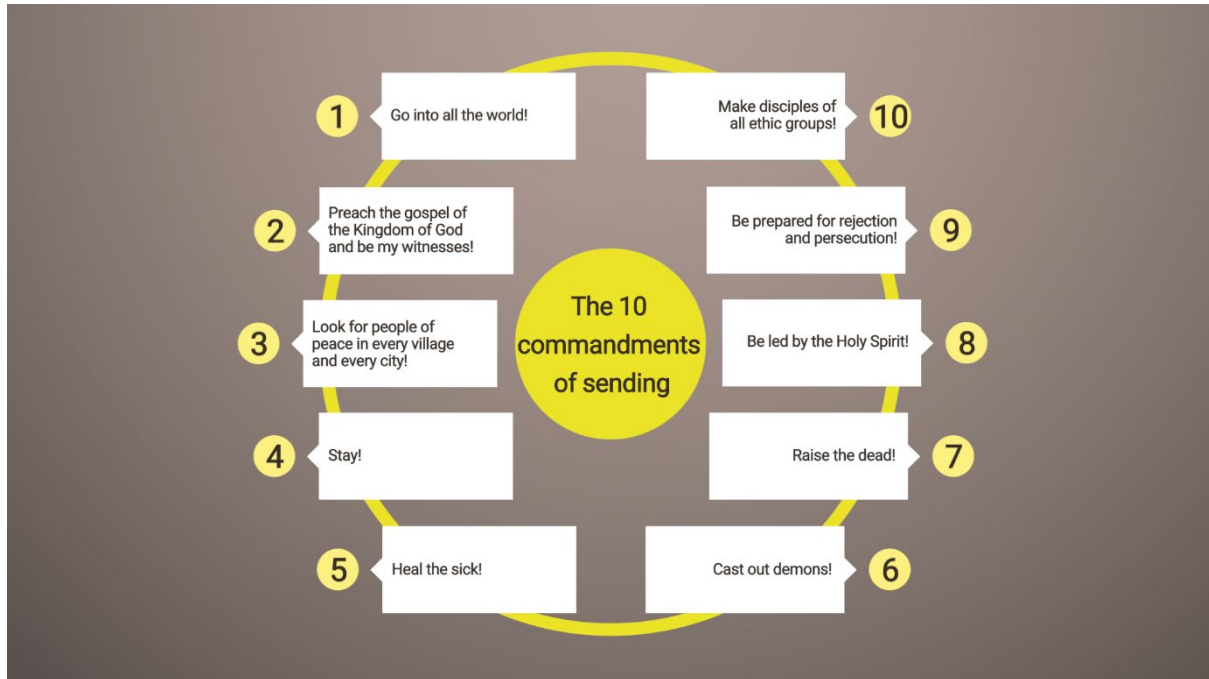 The 10
commandments
of sending
1
Go into all the world!
2
Preach the gospel of
the Kingdom of God
and be my witnesses!
3
Look for people of
peace in every village
and every city!
4
Stay!
5
Heal the sick!
6
Cast out demons!
7
Raise the dead!
8
Be led by the Holy Spirit!
9
Be prepared for rejection
and persecution!
10
Make disciples of
all ethic groups!